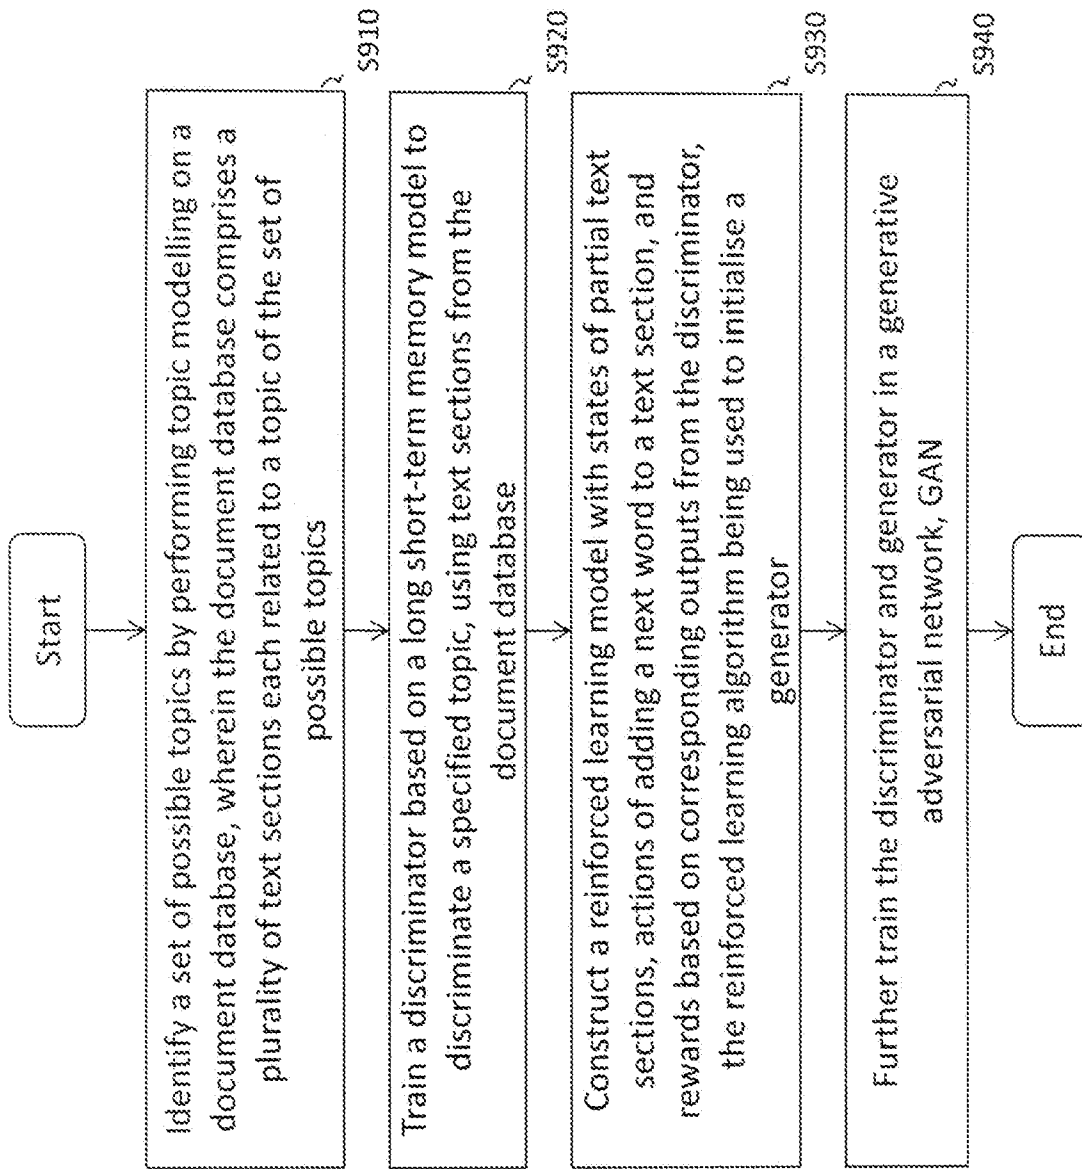 Start
Identify a set of possible topics by performing topic modelling on a
document database, wherein the document database comprises a
plurality of text sections each related to a topic of the set of
possible topics
S910
Train a discriminator based on a long short-term memory model to
discriminate a specified topic, using text sections from the
document database
S920
Construct a reinforced learning model with states of partial text
sections, actions of adding a next word to a text section, and
rewards based on corresponding outputs from the discriminator,
the reinforced learning algorithm being used to initialise a
generator
S930
Further train the discriminator and generator in a generative
adversarial network, GAN
S940
End